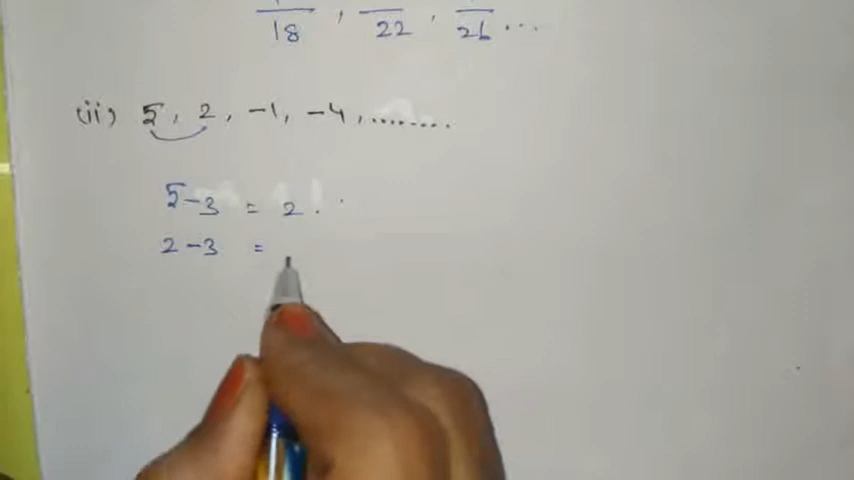 18 , 22 , 26 ...
(ii) 5, 2, -1, -4, ........
5-3 = 2.
2-3 =